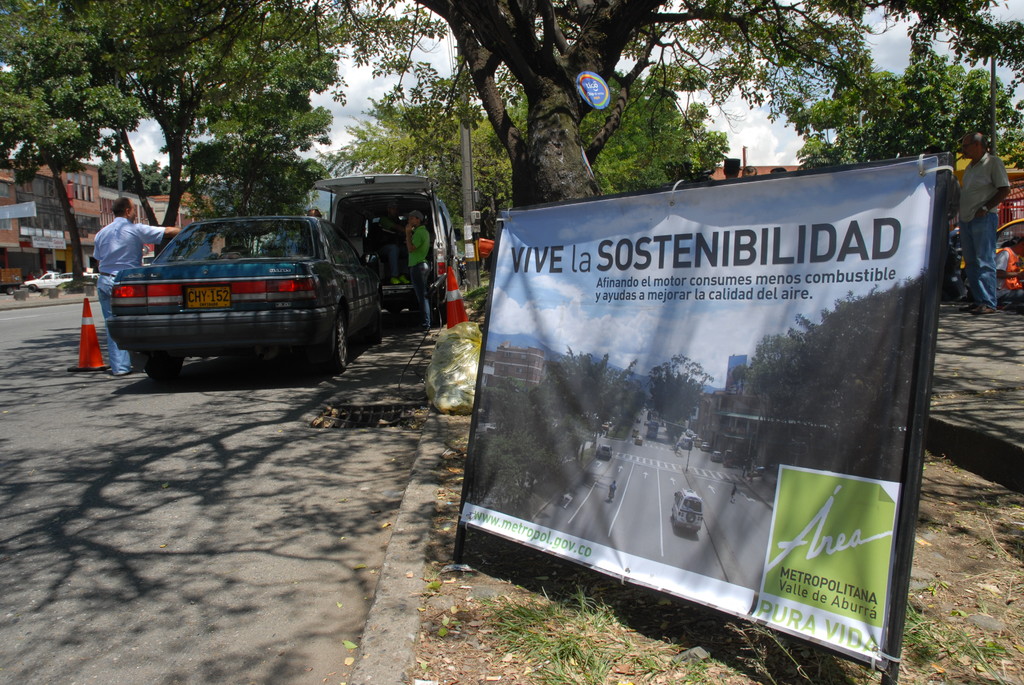 VIVE la SOSTENIBILIDAD
Afinando el motor consumes menos combustible
y ayudas a mejorar la calidad del aire.
www.metropol.gov.co
Área
METROPOLITANA
Valle de Aburrá
PURA VIDA
CHY-152
tigo